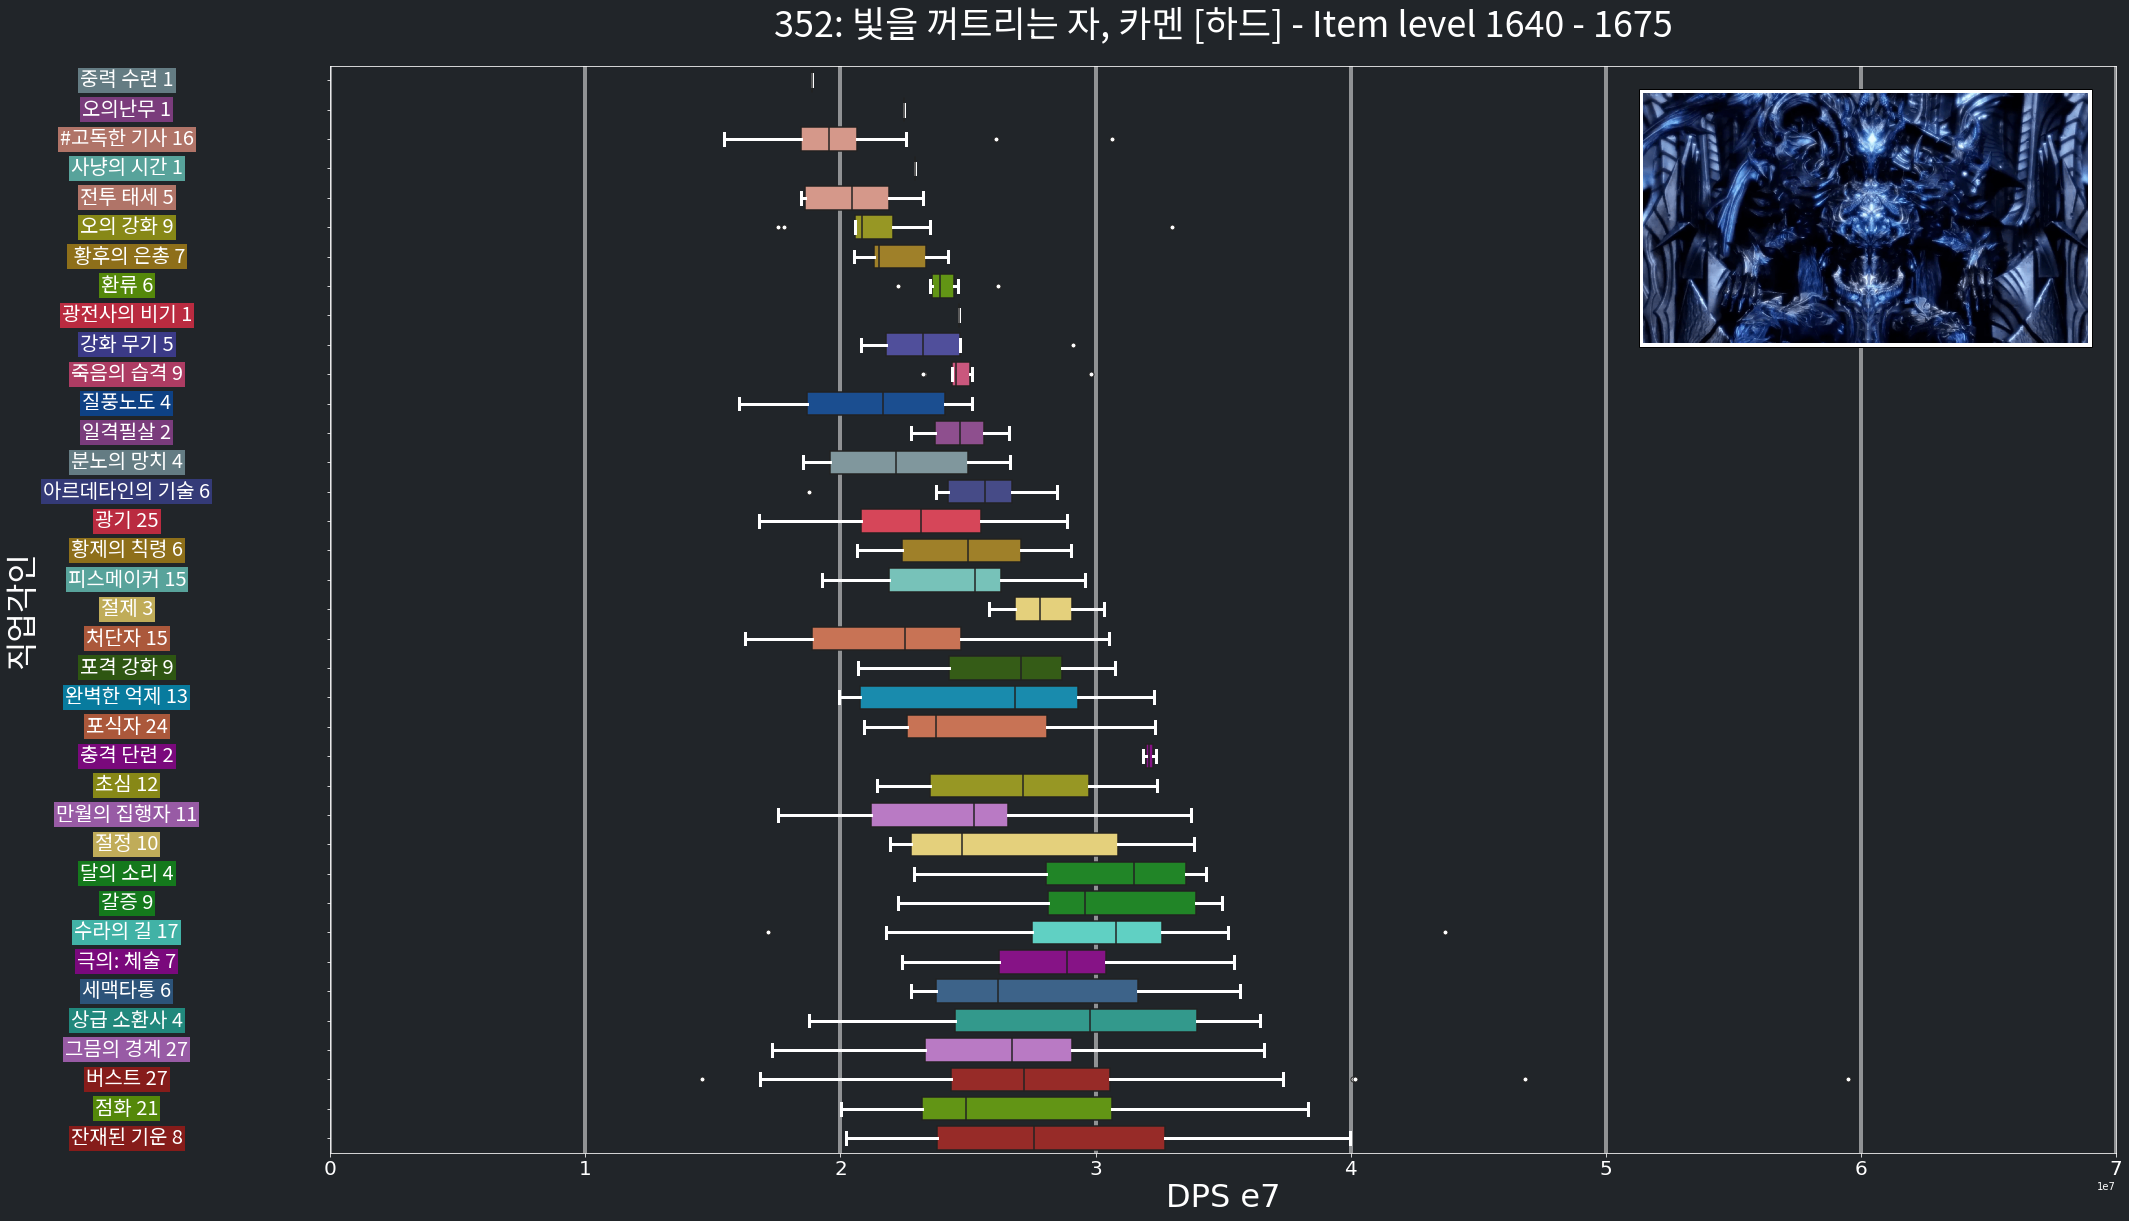 352: 빛을 꺼트리는 자, 카멘 [하드] - Item level 1640 - 1675
직업각인
중력 수련 1
오의난무 1
#고독한 기사 16
사냥의 시간 1
전투 태세 5
오의 강화 9
황후의 은총 7
환류 6
광전사의 비기 1
강화 무기 5
죽음의 습격 9
질풍노도 4
일격필살 2
분노의 망치 4
아르데타인의 기술 6
광기 25
황제의 칙령 6
피스메이커 15
절제 3
처단자 15
포격 강화 9
완벽한 억제 13
포식자 24
충격 단련 2
초심 12
만월의 집행자 11
절정 10
달의 소리 4
갈증 9
수라의 길 17
극의: 체술 7
세맥타통 6
상급 소환사 4
그믐의 경계 27
버스트 27
점화 21
잔재된 기운 8
0 1 2 3 4 5 6 7
1e7
DPS e7